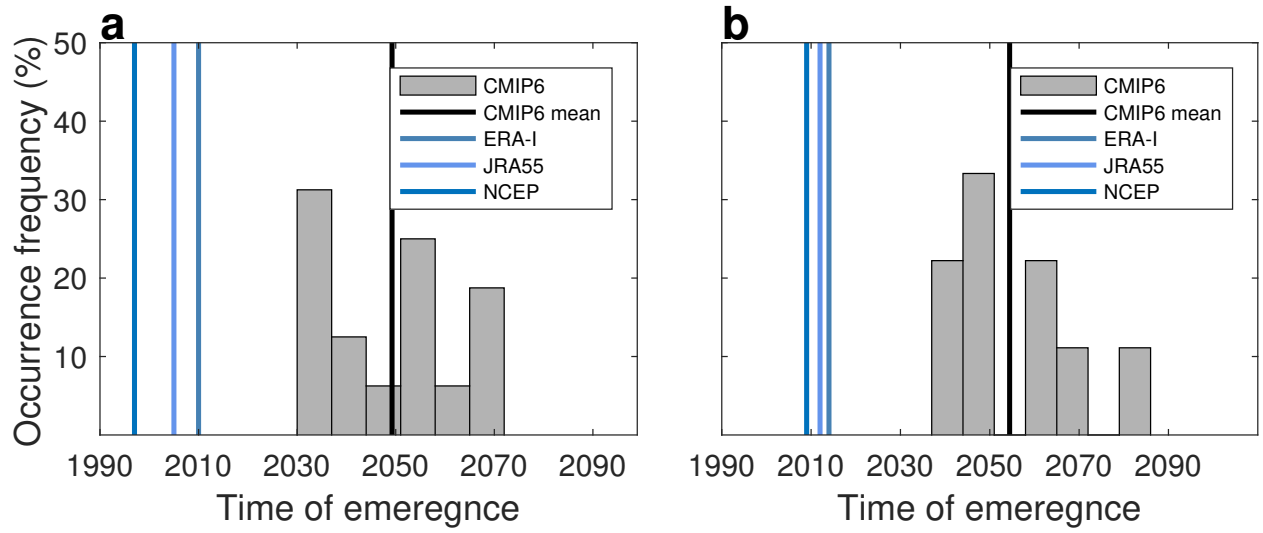 a
Occurrence frequency (%)
50
40
30
20
10
CMIP6
CMIP6 mean
ERA-I
JRA55
NCEP
1990 2010 2030 2050 2070 2090
Time of emeregnce
b
CMIP6
CMIP6 mean
ERA-I
JRA55
NCEP
1990 2010 2030 2050 2070 2090
Time of emeregnce